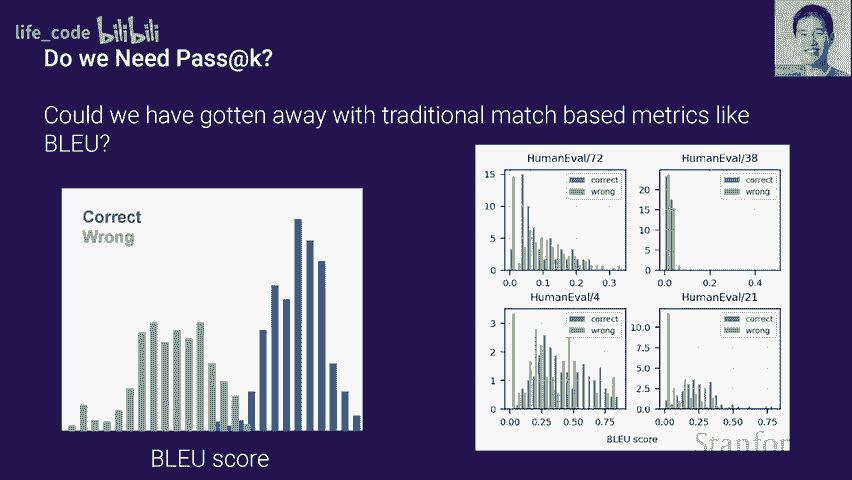 life_code bilibili
Do we Need Pass@k?
Could we have gotten away with traditional match based metrics like
BLEU?
Correct
Wrong
BLEU score
HumanEval/72
correct
wrong
15
10
5
0
0.0 0.1 0.2 0.3
HumanEval/38
correct
wrong
20
15
10
5
0
0.0 0.2 0.4
HumanEval/4
correct
wrong
3
2
1
0
0.00 0.25 0.50 0.75
HumanEval/21
correct
wrong
10.0
7.5
5.0
2.5
0.0
0.00 0.25 0.50 0.75
BLEU score
Stanfor